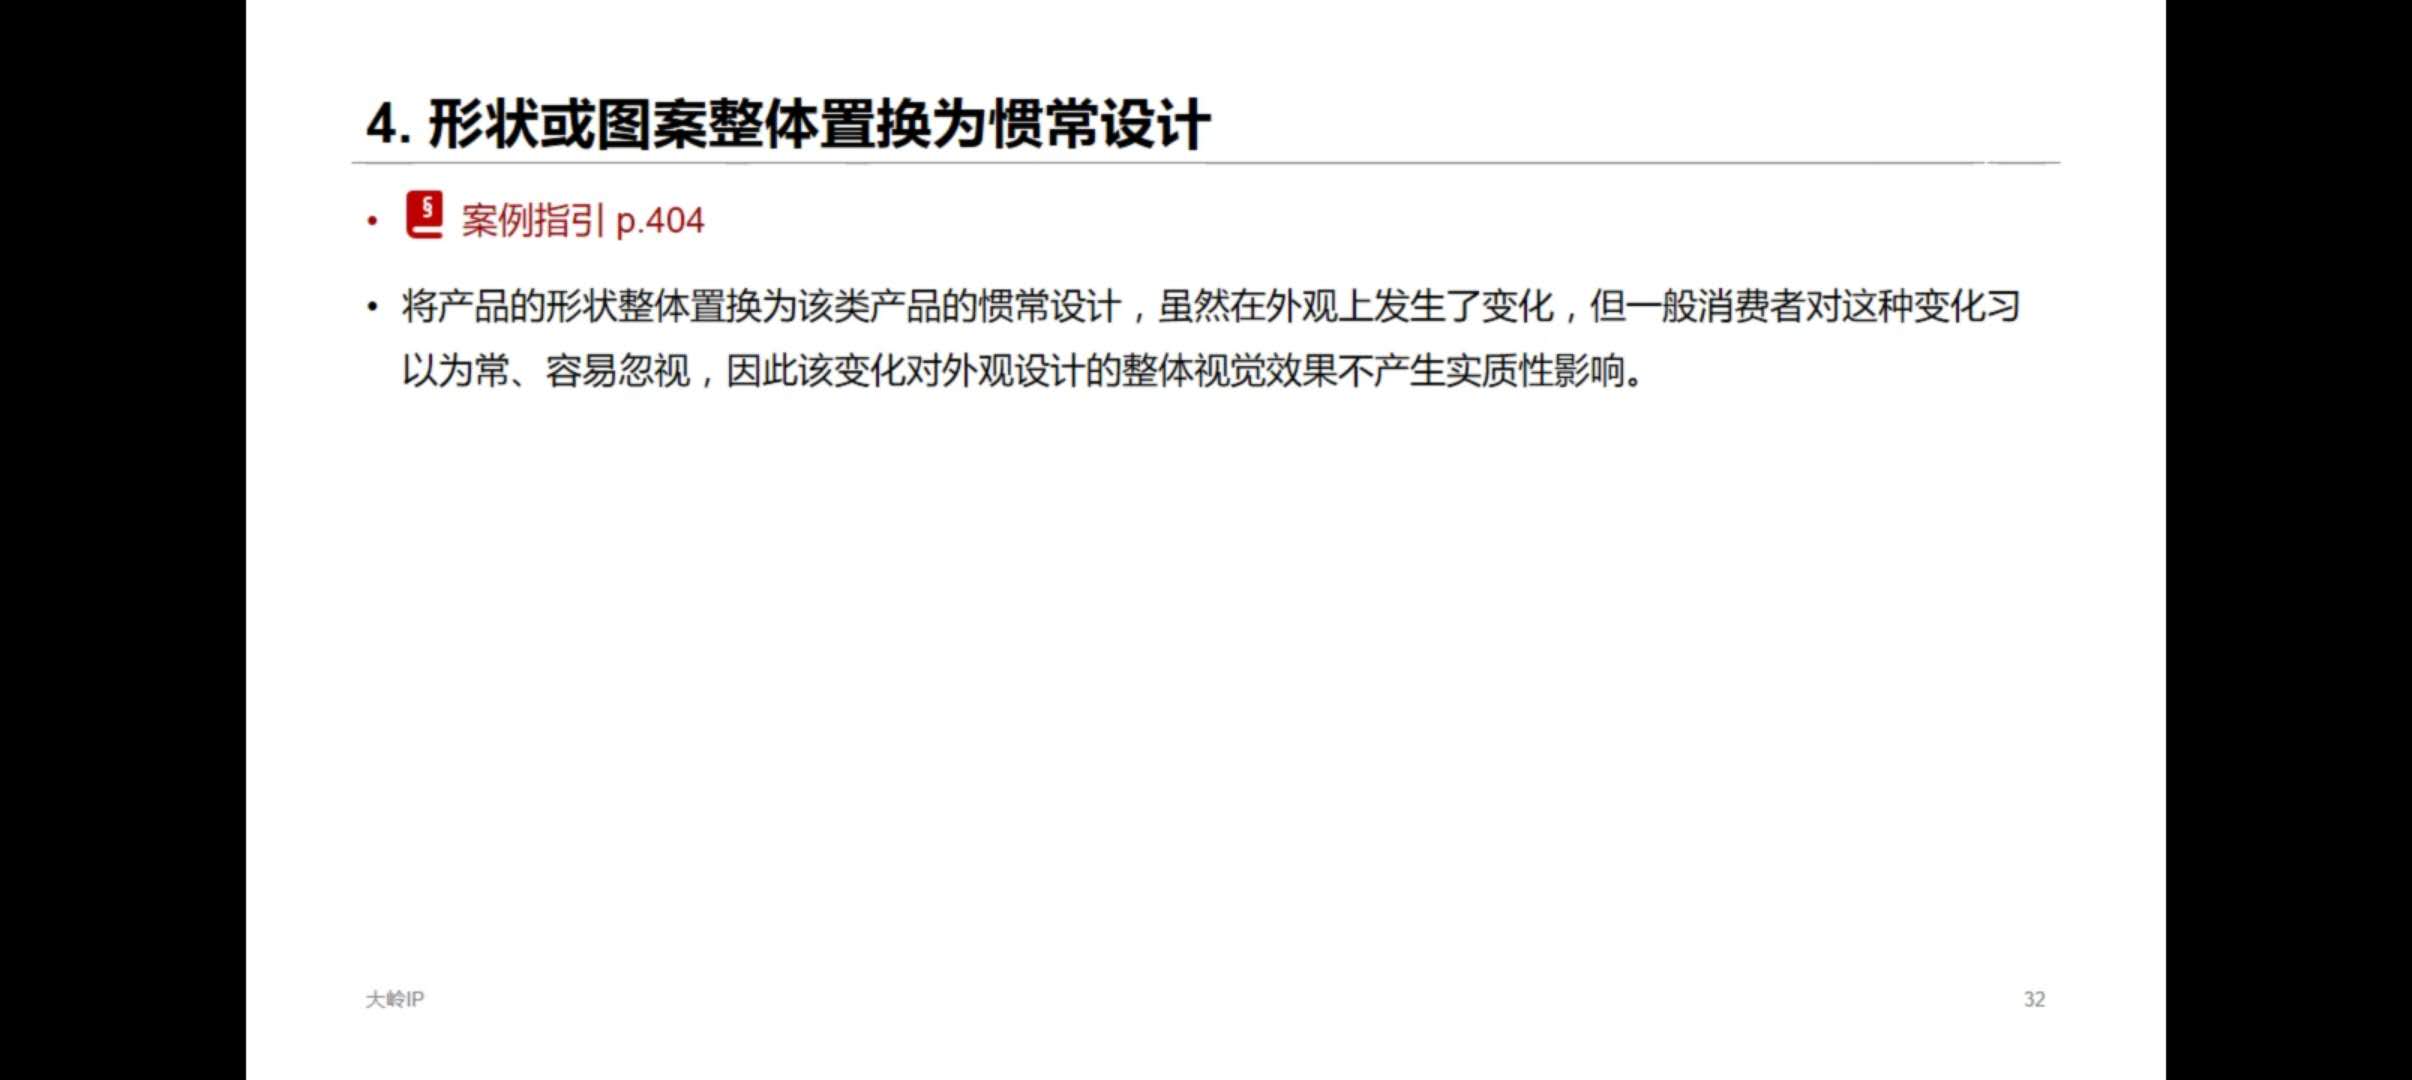 4. 形状或图案整体置换为惯常设计
• § 案例指引 p.404
• 将产品的形状整体置换为该类产品的惯常设计，虽然在外观上发生了变化，但一般消费者对这种变化习
以为常、容易忽视，因此该变化对外观设计的整体视觉效果不产生实质性影响。
大岭IP
32